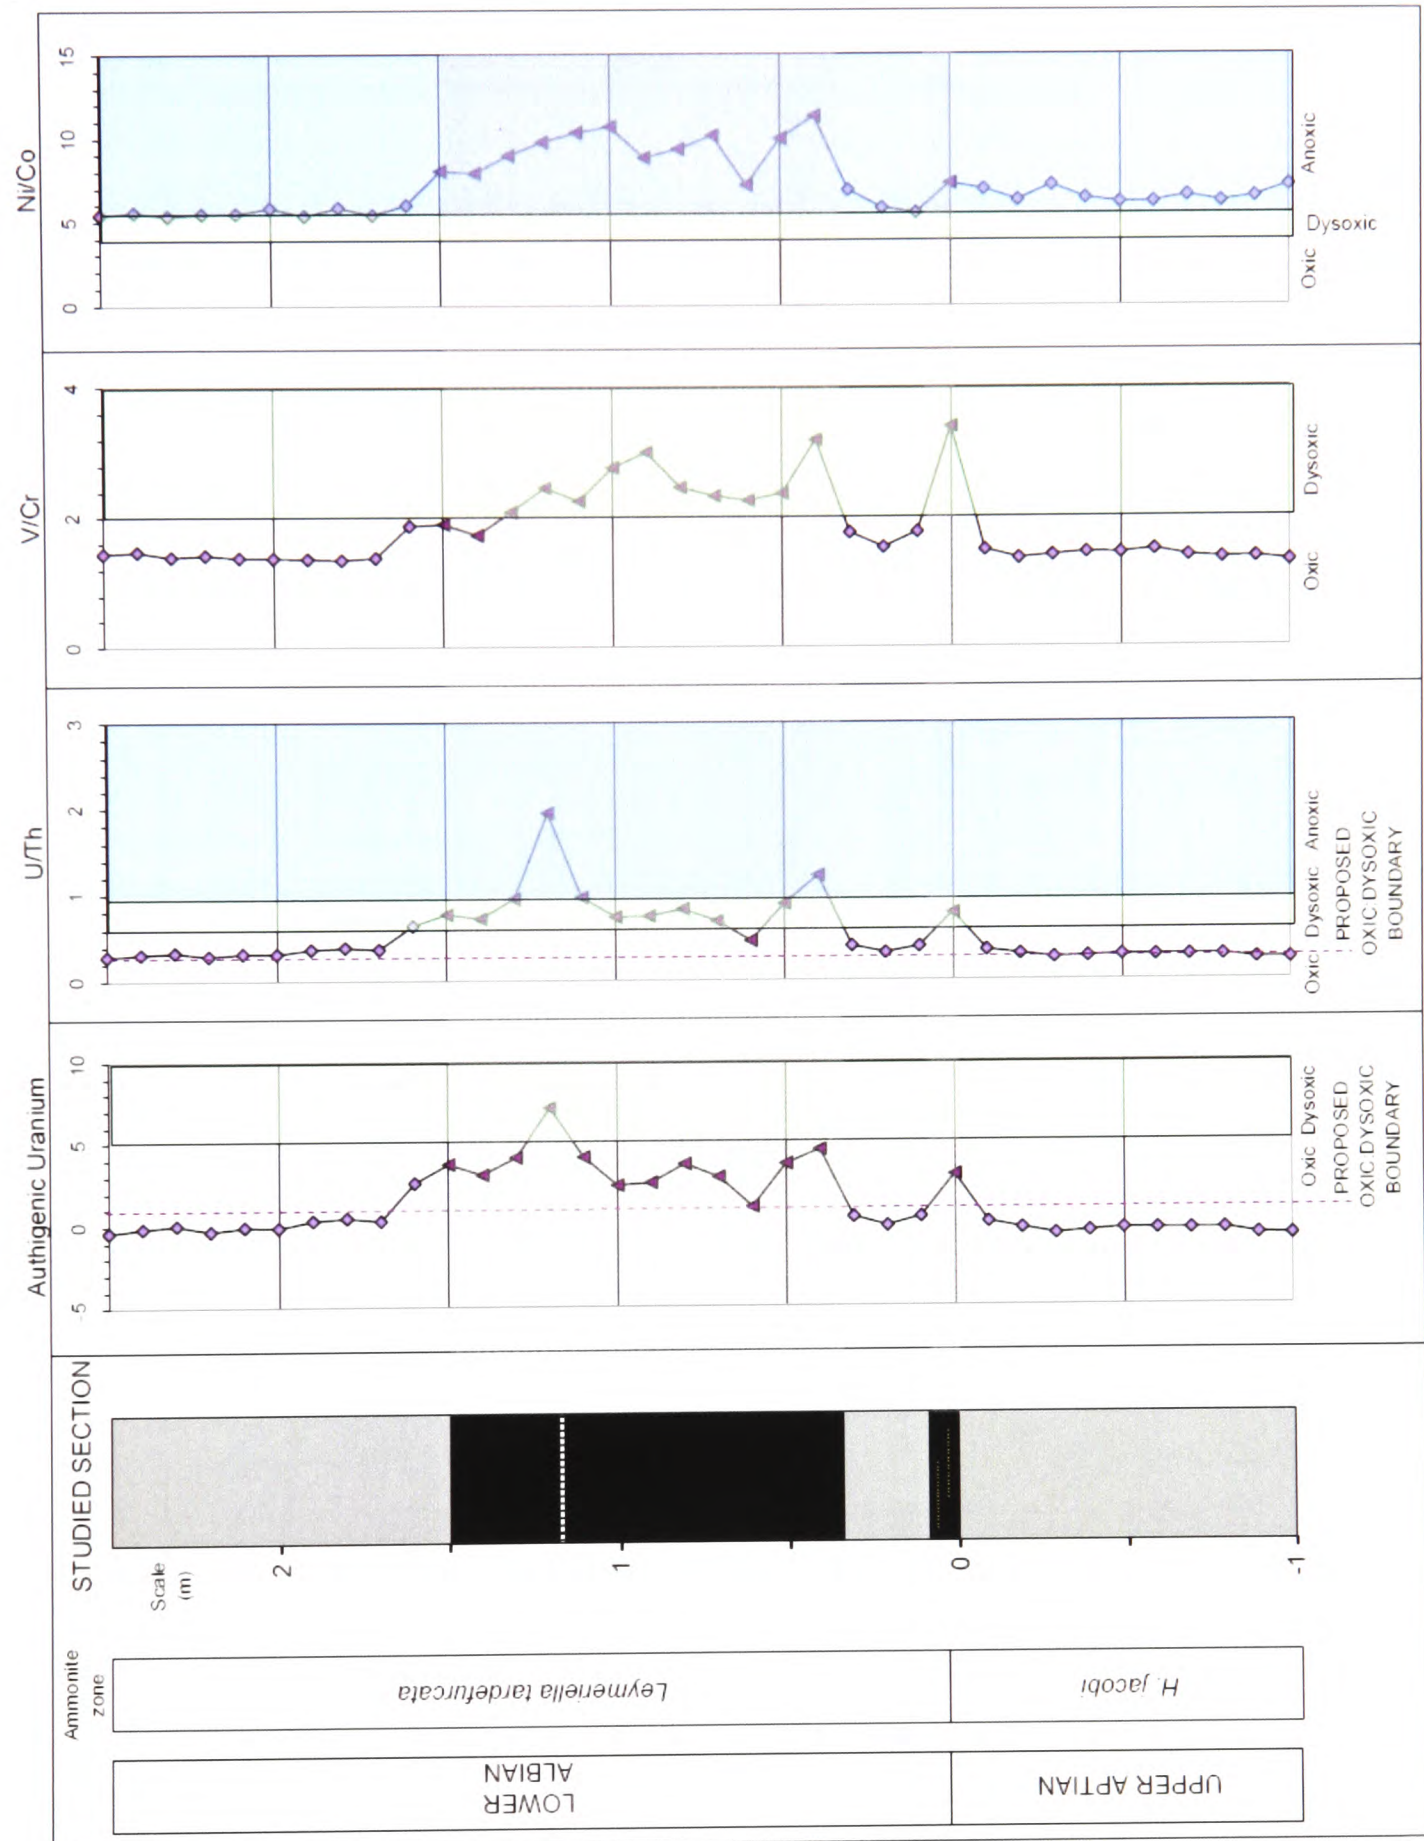 Ni/Co
15
10
5
0
Anoxic
Dysoxic
Oxic
V/Cr
4
2
0
Dysoxic
Oxic
U/Th
3
2
1
0
Anoxic
Dysoxic
Oxic
PROPOSED
OXIC.DYSOXIC
BOUNDARY
Authigenic Uranium
10
5
0
-5
Oxic Dysoxic
PROPOSED
OXIC.DYSOXIC
BOUNDARY
STUDIED SECTION
Scale
(m)
2
1
0
-1
Ammonite
zone
Leymeriella tardefurcata
H. jacobi
LOWER
ALBIAN
UPPER APTIAN